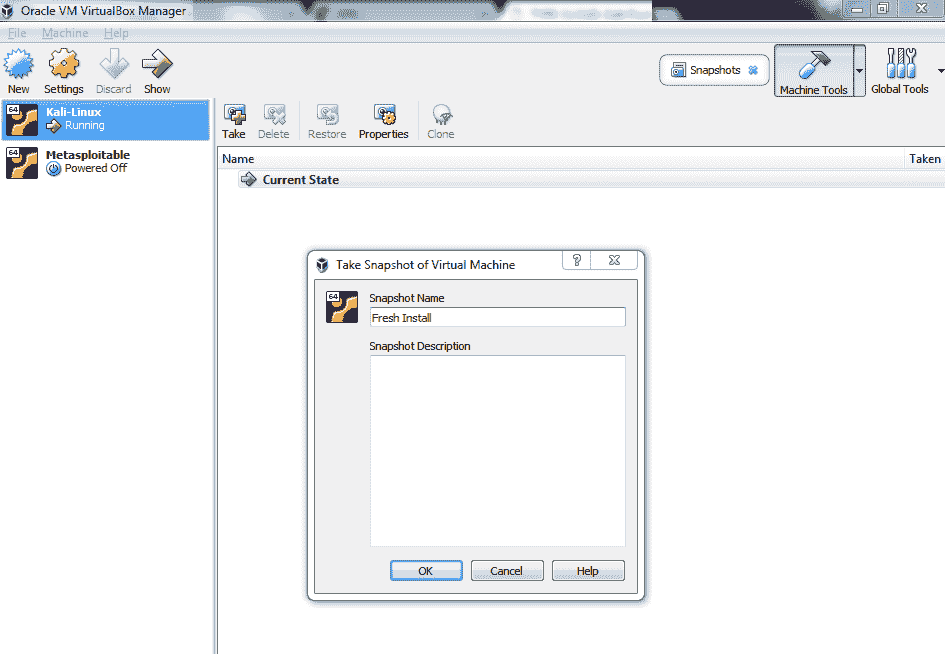 Oracle VM VirtualBox Manager
File Machine Help
New Settings Discard Show
Snapshots
Machine Tools
Global Tools
64
Kali-Linux
Running
64
Metasploitable
Powered Off
Take Delete Restore Properties Clone
Name Taken
Current State
Take Snapshot of Virtual Machine
?
64
Snapshot Name
Fresh Install
Snapshot Description
OK Cancel Help